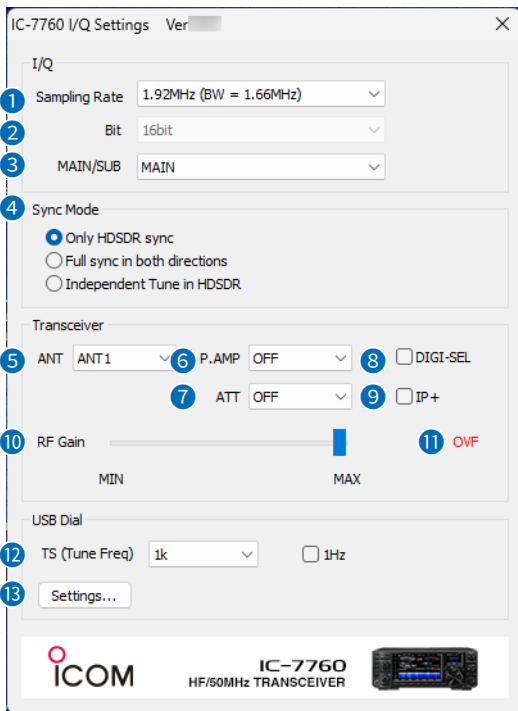 IC-7760 I/Q Settings Ver
I/Q
1 Sampling Rate 1.92MHz (BW = 1.66MHz)
2 Bit 16bit
3 MAIN/SUB MAIN
4 Sync Mode
Only HDSDR sync
Full sync in both directions
Independent Tune in HDSDR
Transceiver
5 ANT ANT1 6 P.AMP OFF 8 DIGI-SEL
7 ATT OFF 9 IP+
10 RF Gain 11 OVF
MIN MAX
USB Dial
12 TS (Tune Freq) 1k 1Hz
13 Settings...
ICOM IC-7760
HF/50MHz TRANSCEIVER